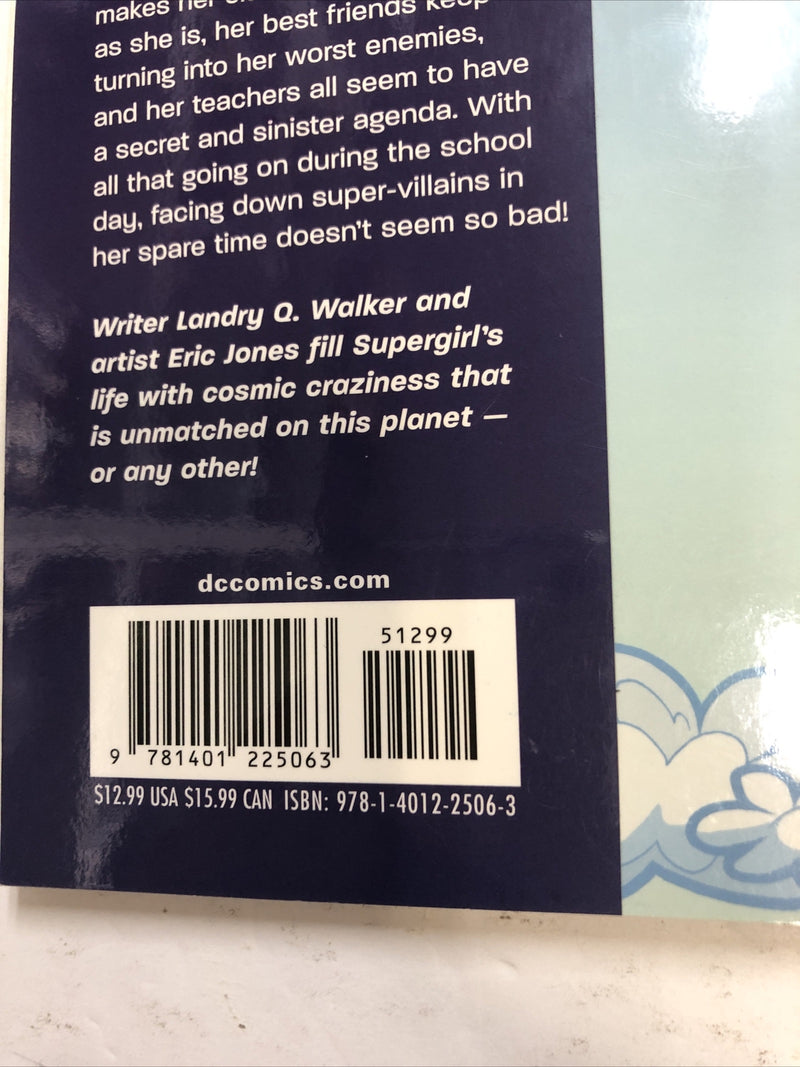 makes her
as she is, her best friends keep
turning into her worst enemies,
and her teachers all seem to have
a secret and sinister agenda. With
all that going on during the school
day, facing down super-villains in
her spare time doesn't seem so bad!
Writer Landry Q. Walker and
artist Eric Jones fill Supergirl's
life with cosmic craziness that
is unmatched on this planet —
or any other!
dccomics.com
51299
9 781401 225063
$12.99 USA $15.99 CAN ISBN: 978-1-4012-2506-3